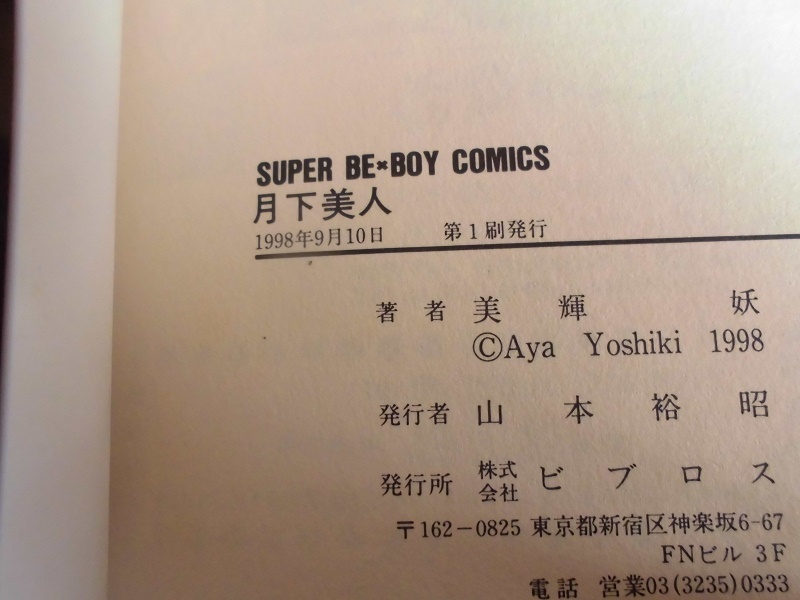 SUPER BE×BOY COMICS
月下美人
1998年9月10日 第1刷発行
著者 美輝妖
©Aya Yoshiki 1998
発行者 山本裕昭
発行所 株式会社 ビブロス
〒162-0825 東京都新宿区神楽坂6-67
FNビル 3F
電話 営業03(3235)0333